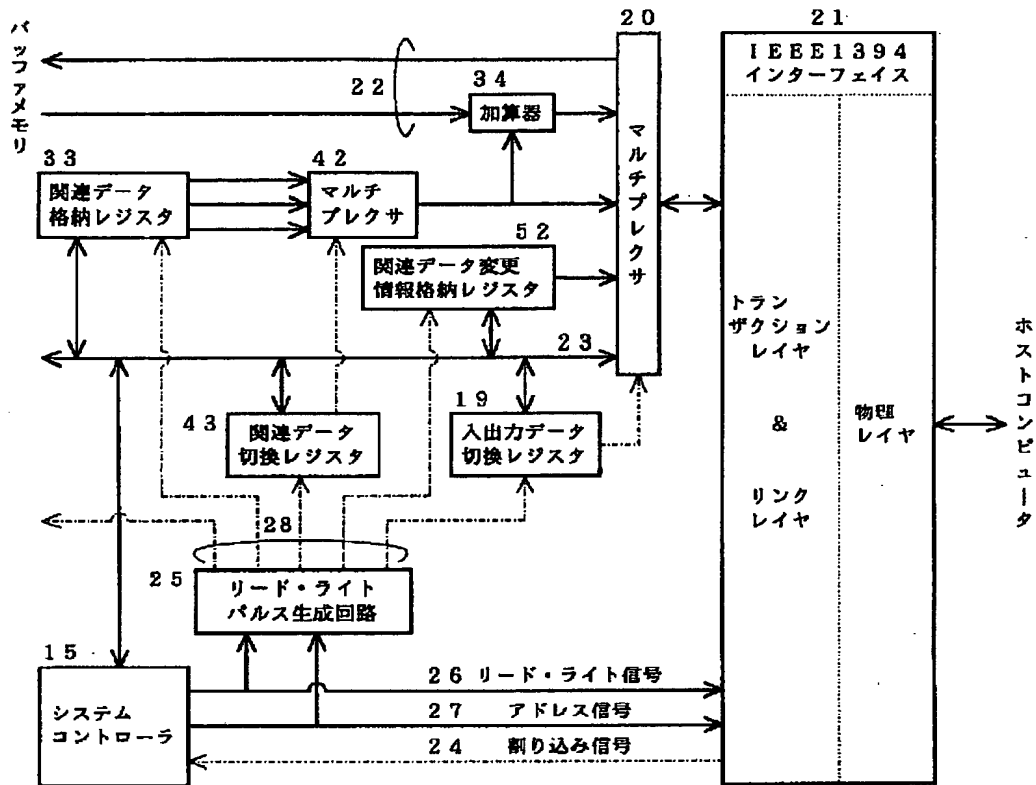 バッファメモリ
２０
２１
ＩＥＥＥ１３９４
インターフェイス
２２
３４
加算器
マルチプレクサ
３３
関連データ
格納レジスタ
４２
マルチ
プレクサ
５２
関連データ変更
情報格納レジスタ
２３
トラン
ザクション
レイヤ
&
リンク
レイヤ
物理
レイヤ
ホストコンピュータ
４３
関連データ
切換レジスタ
１９
入出力データ
切換レジスタ
２８
２５
リード・ライト
パルス生成回路
１５
システム
コントローラ
２６ リード・ライト信号
２７ アドレス信号
２４ 割り込み信号